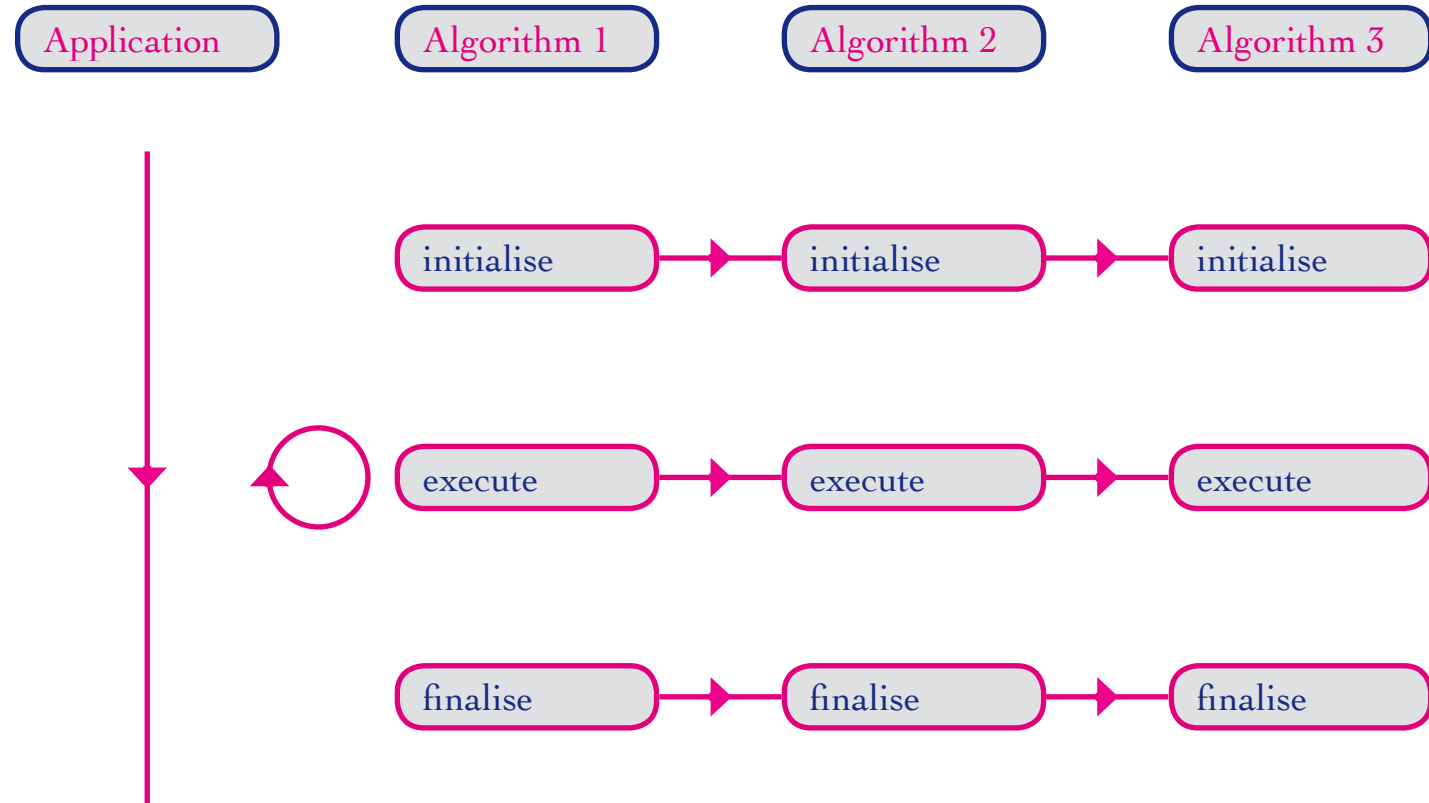 Application
Algorithm 1
Algorithm 2
Algorithm 3
initialise
initialise
initialise
execute
execute
execute
finalise
finalise
finalise